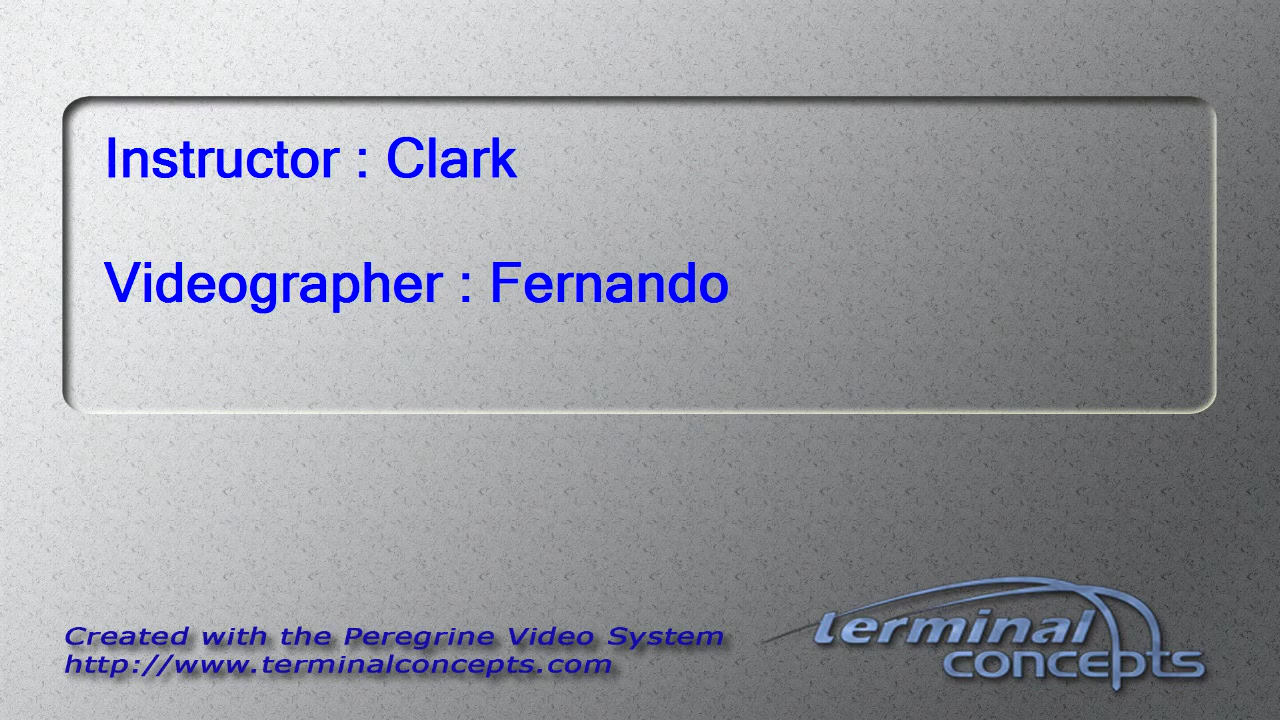 Instructor : Clark
Videographer : Fernando
Created with the Peregrine Video System
http://www.terminalconcepts.com
terminal
concepts